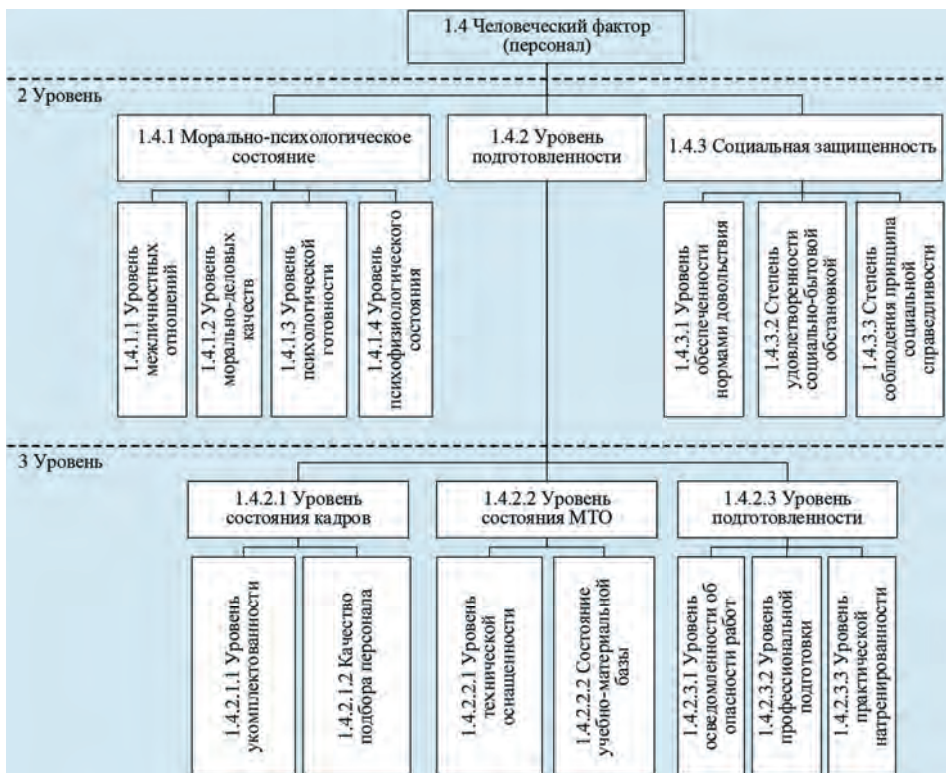 1.4 Человеческий фактор
(персонал)
2 Уровень
1.4.1 Морально-психологическое
состояние
1.4.2 Уровень
подготовленности
1.4.3 Социальная защищенность
1.4.1.1 Уровень
межличностных
отношений
1.4.1.2 Уровень
морально-деловых
качеств
1.4.1.3 Уровень
психологической
готовности
1.4.1.4 Уровень
психофизиологического
состояния
1.4.3.1 Уровень
обеспеченности
нормами довольствия
1.4.3.2 Степень
удовлетворенности
социально-бытовой
обстановкой
1.4.3.3 Степень
соблюдения принципа
социальной
справедливости
3 Уровень
1.4.2.1 Уровень
состояния кадров
1.4.2.2 Уровень
состояния МТО
1.4.2.3 Уровень
подготовленности
1.4.2.1.1 Уровень
укомплектованности
1.4.2.1.2 Качество
подбора персонала
1.4.2.2.1 Уровень
технической
оснащенности
1.4.2.2.2 Состояние
учебно-материальной
базы
1.4.2.3.1 Уровень
осведомленности об
опасности работ
1.4.2.3.2 Уровень
профессиональной
подготовки
1.4.2.3.3 Уровень
практической
натренированности